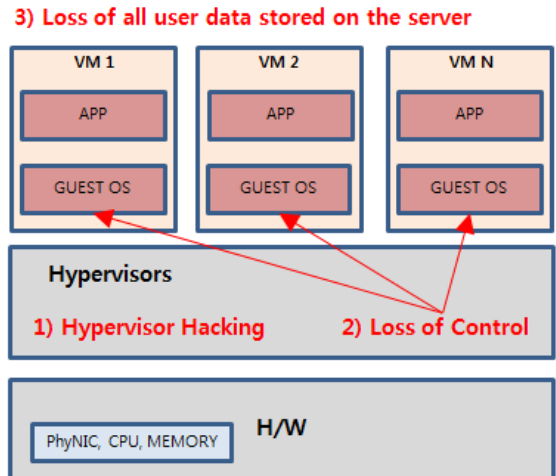 3) Loss of all user data stored on the server
VM 1 VM 2 VM N
APP APP APP
GUEST OS GUEST OS GUEST OS
Hypervisors
1) Hypervisor Hacking 2) Loss of Control
H/W
PhyNIC, CPU, MEMORY